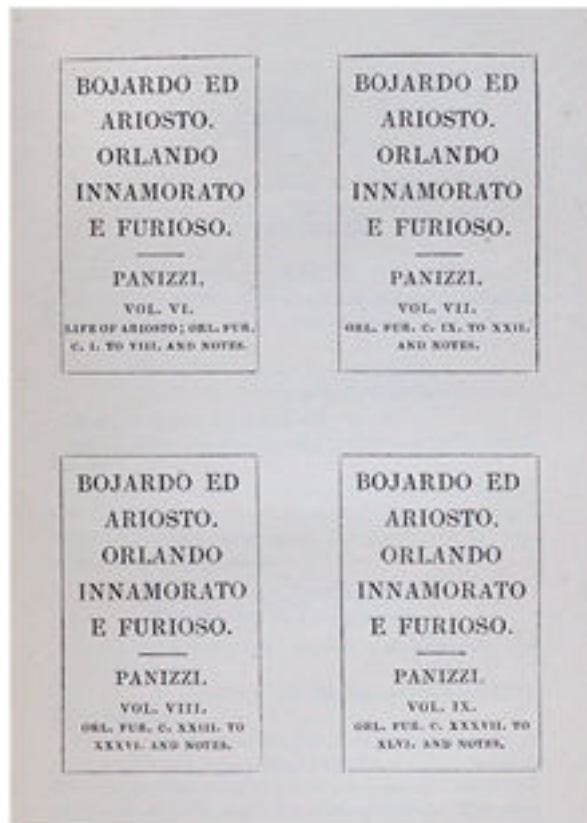 BOJARDO ED
ARIOSTO.
ORLANDO
INNAMORATO
E FURIOSO.
PANIZZI.
VOL. VI.
LIFE OF ARIOSTO; ORL. FUR.
C. I. TO VIII. AND NOTES.
BOJARDO ED
ARIOSTO.
ORLANDO
INNAMORATO
E FURIOSO.
PANIZZI.
VOL. VII.
ORL. FUR. C. IX. TO XXII.
AND NOTES.
BOJARDO ED
ARIOSTO.
ORLANDO
INNAMORATO
E FURIOSO.
PANIZZI.
VOL. VIII.
ORL. FUR. C. XXIII. TO
XXXVI. AND NOTES.
BOJARDO ED
ARIOSTO.
ORLANDO
INNAMORATO
E FURIOSO.
PANIZZI.
VOL. IX.
ORL. FUR. C. XXXVII. TO
XLVI. AND NOTES.